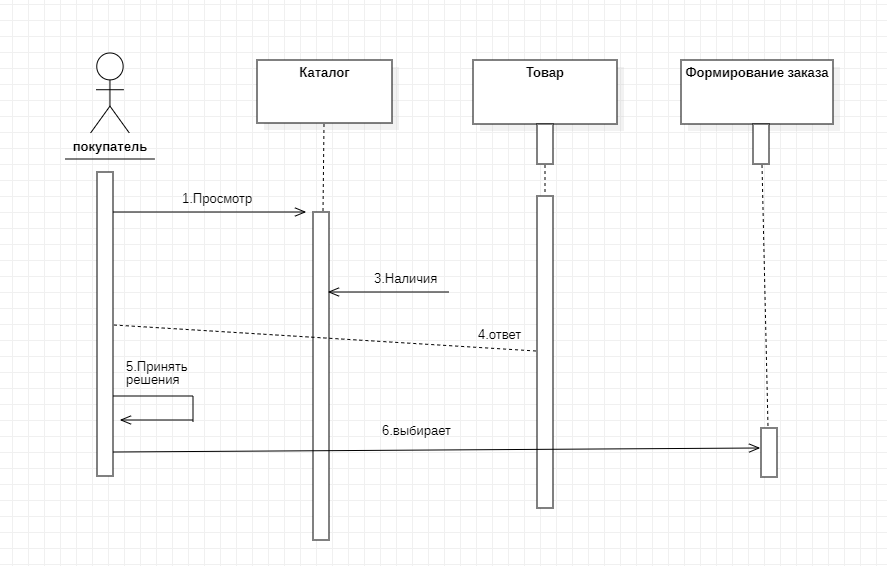 Каталог
Товар
Формирование заказа
покупатель
1.Просмотр
3.Наличия
4.ответ
5.Принять
решения
6.выбирает